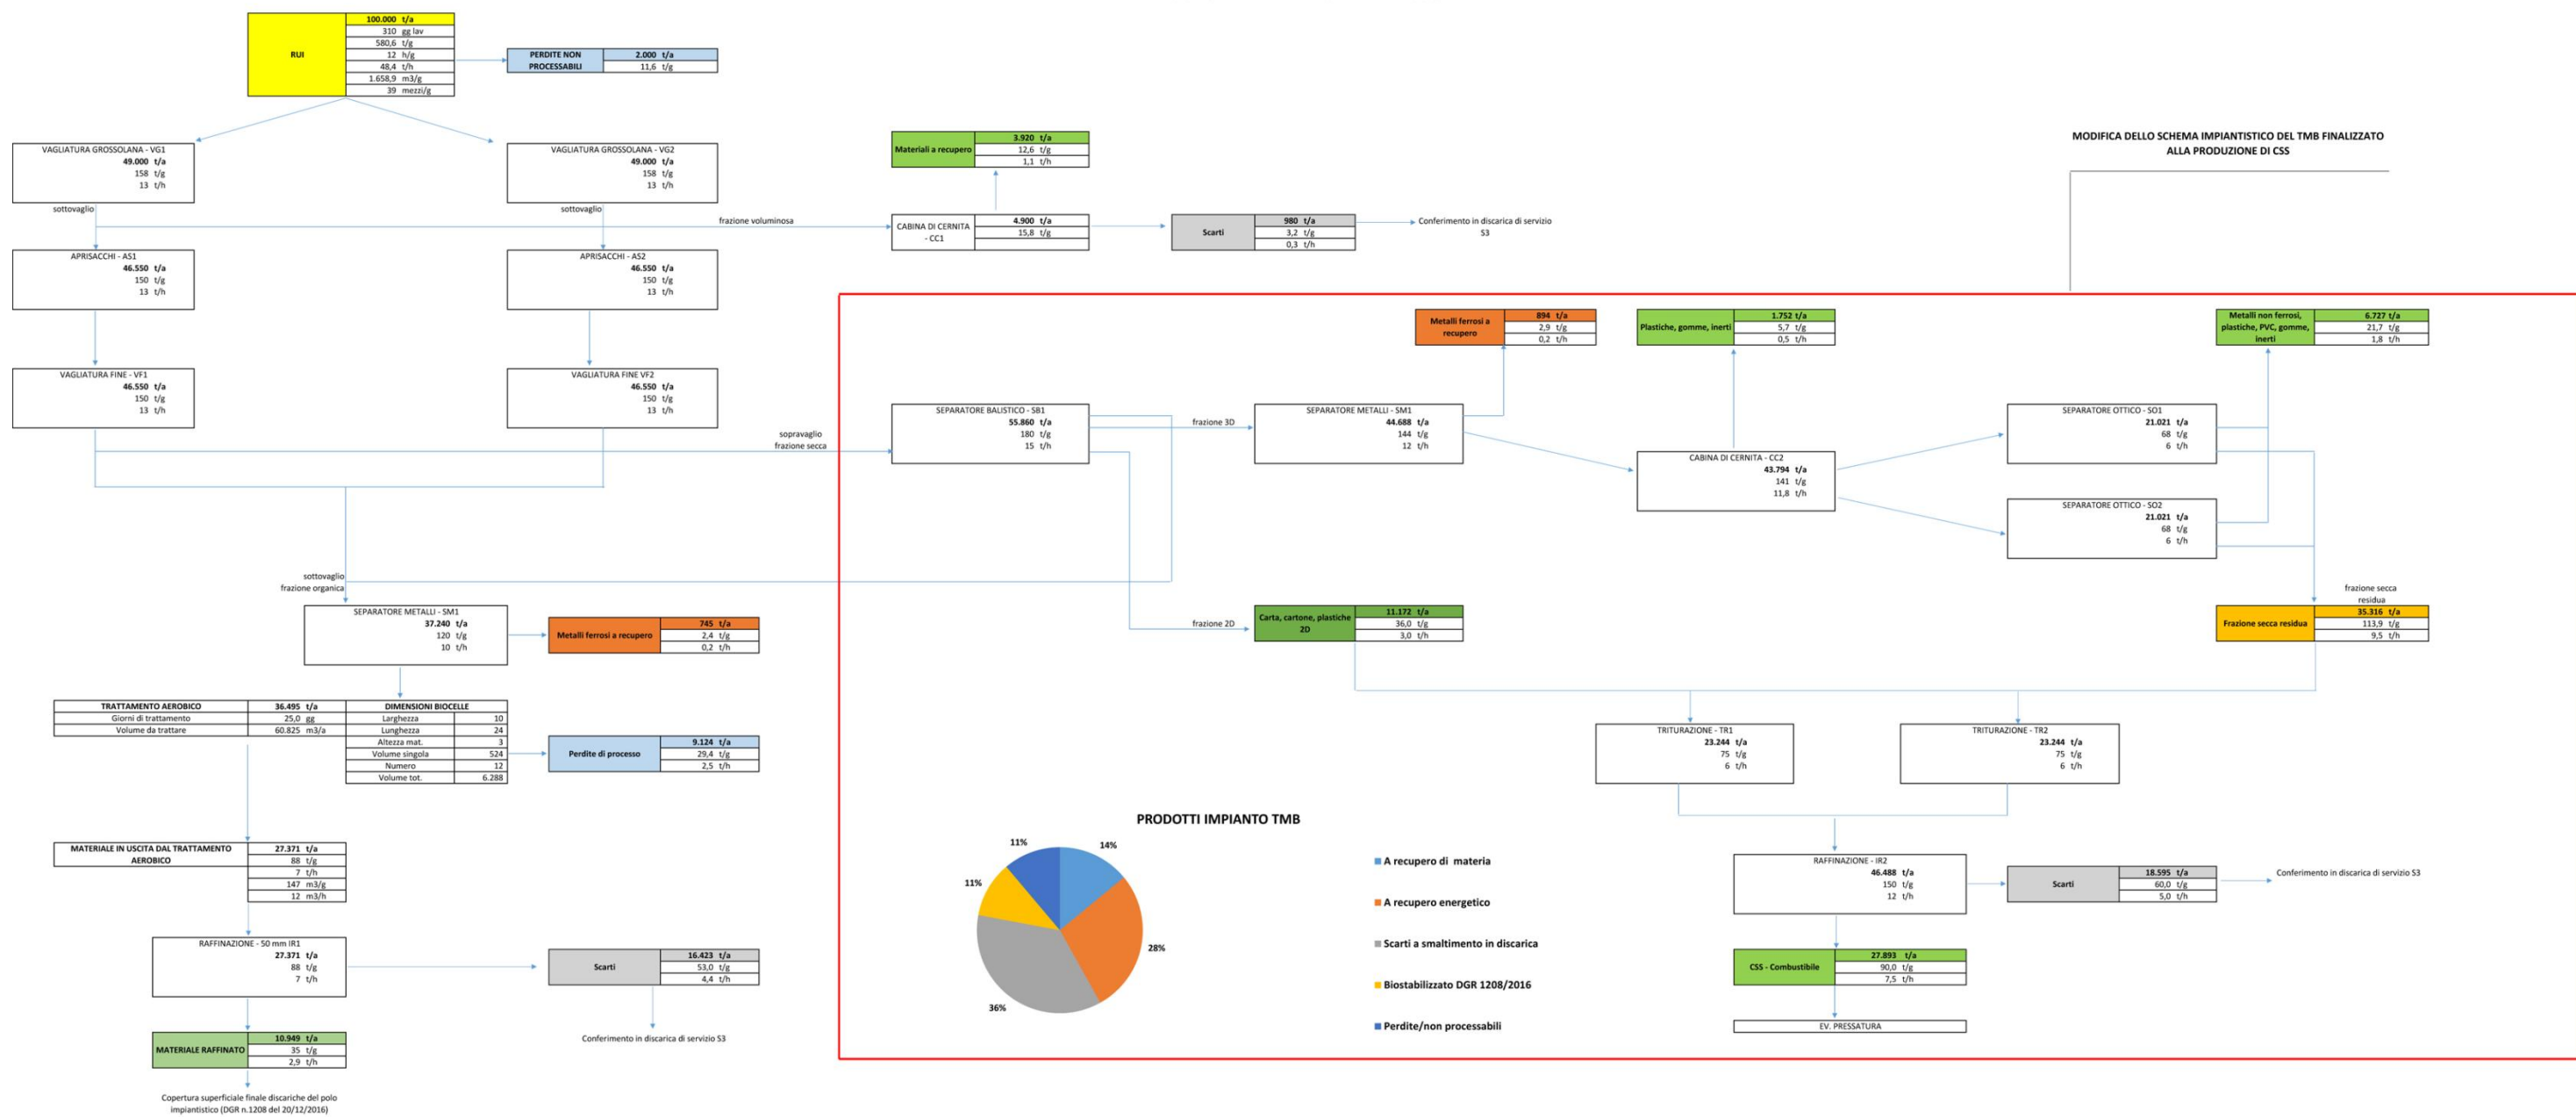 RUI
100.000 t/a
310 gg lav
580,6 t/g
12 h/g
48,4 t/h
1.658,9 m3/g
39 mezzi/g
PERDITE NON
PROCESSABILI
2.000 t/a
11,6 t/g
VAGLIATURA GROSSOLANA - VG1
49.000 t/a
158 t/g
13 t/h
VAGLIATURA GROSSOLANA - VG2
49.000 t/a
158 t/g
13 t/h
Materiali a recupero
3.920 t/a
12,6 t/g
1,1 t/h
MODIFICA DELLO SCHEMA IMPIANTISTICO DEL TMB FINALIZZATO
ALLA PRODUZIONE DI CSS
sottovaglio
sottovaglio
frazione voluminosa
CABINA DI CERNITA
- CC1
4.900 t/a
15,8 t/g
Scarti
980 t/a
3,2 t/g
0,3 t/h
Conferimento in discarica di servizio
S3
APRISACCHI - AS1
46.550 t/a
150 t/g
13 t/h
APRISACCHI - AS2
46.550 t/a
150 t/g
13 t/h
Metalli ferrosi a
recupero
894 t/a
2,9 t/g
0,2 t/h
Plastiche, gomme, inerti
1.752 t/a
5,7 t/g
0,5 t/h
Metalli non ferrosi,
plastiche, PVC, gomme,
inerti
6.727 t/a
21,7 t/g
1,8 t/h
VAGLIATURA FINE - VF1
46.550 t/a
150 t/g
13 t/h
VAGLIATURA FINE VF2
46.550 t/a
150 t/g
13 t/h
sopravaglio
frazione secca
SEPARATORE BALISTICO - SB1
55.860 t/a
180 t/g
15 t/h
frazione 3D
SEPARATORE METALLI - SM1
44.688 t/a
144 t/g
12 t/h
CABINA DI CERNITA - CC2
43.794 t/a
141 t/g
11,8 t/h
SEPARATORE OTTICO - SO1
21.021 t/a
68 t/g
6 t/h
SEPARATORE OTTICO - SO2
21.021 t/a
68 t/g
6 t/h
sottovaglio
frazione organica
SEPARATORE METALLI - SM1
37.240 t/a
120 t/g
10 t/h
Metalli ferrosi a recupero
745 t/a
2,4 t/g
0,2 t/h
frazione 2D
Carta, cartone, plastiche
2D
11.172 t/a
36,0 t/g
3,0 t/h
frazione secca
residua
Frazione secca residua
35.316 t/a
113,9 t/g
9,5 t/h
TRATTAMENTO AEROBICO 36.495 t/a
Giorni di trattamento 25,0 gg
Volume da trattare 60.825 m3/a
DIMENSIONI BIOCELLE
Larghezza 10
Lunghezza 24
Altezza mat. 3
Volume singola 524
Numero 12
Volume tot. 6.288
Perdite di processo
9.124 t/a
29,4 t/g
2,5 t/h
TRITURAZIONE - TR1
23.244 t/a
75 t/g
6 t/h
TRITURAZIONE - TR2
23.244 t/a
75 t/g
6 t/h
MATERIALE IN USCITA DAL TRATTAMENTO
AEROBICO
27.371 t/a
88 t/g
7 t/h
147 m3/g
12 m3/h
PRODOTTI IMPIANTO TMB
14%
28%
36%
11%
11%
A recupero di materia
A recupero energetico
Scarti a smaltimento in discarica
Biostabilizzato DGR 1208/2016
Perdite/non processabili
RAFFINAZIONE - IR2
46.488 t/a
150 t/g
12 t/h
Scarti
18.595 t/a
60,0 t/g
5,0 t/h
Conferimento in discarica di servizio S3
RAFFINAZIONE - 50 mm IR1
27.371 t/a
88 t/g
7 t/h
Scarti
16.423 t/a
53,0 t/g
4,4 t/h
Conferimento in discarica di servizio S3
CSS - Combustibile
27.893 t/a
90,0 t/g
7,5 t/h
EV. PRESSATURA
MATERIALE RAFFINATO
10.949 t/a
35 t/g
2,9 t/h
Copertura superficiale finale discariche del polo
impiantistico (DGR n.1208 del 20/12/2016)